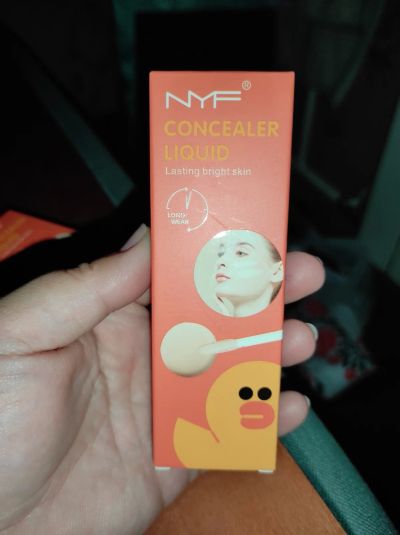 NYF®
CONCEALER
LIQUID
Lasting bright skin
LONG
WEAR